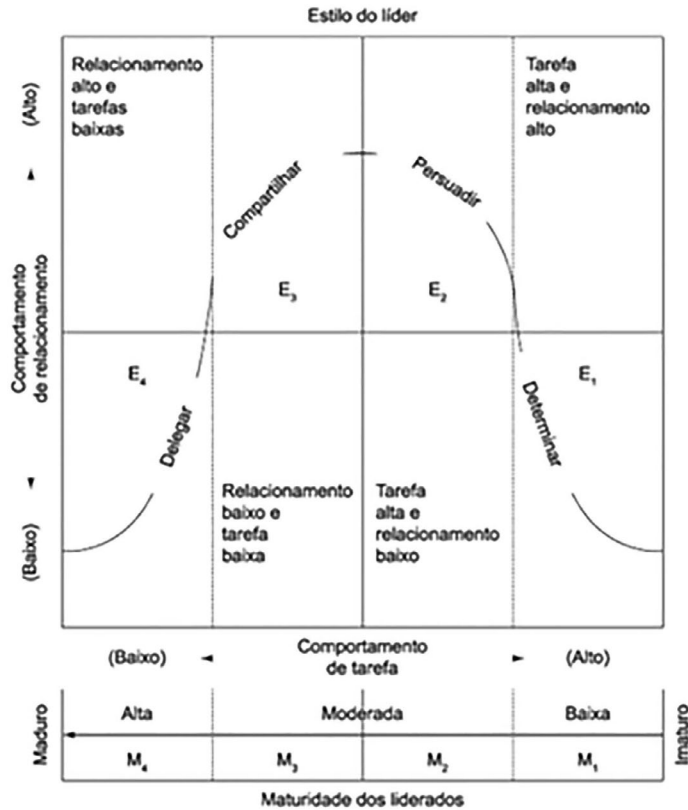 Estilo do líder
Relacionamento
alto e
tarefas
baixas
Tarefa
alta e
relacionamento
alto
(Alto)
Compartilhar
Persuadir
Comportamento
de relacionamento
E₃
E₂
E₄
E₁
Delegar
Determinar
Relacionamento
baixo e
tarefa
baixa
Tarefa
alta e
relacionamento
baixo
(Baixo)
(Baixo)
Comportamento
de tarefa
(Alto)
Maduro
Alta
Moderada
Baixa
Imaturo
M₄
M₃
M₂
M₁
Maturidade dos liderados